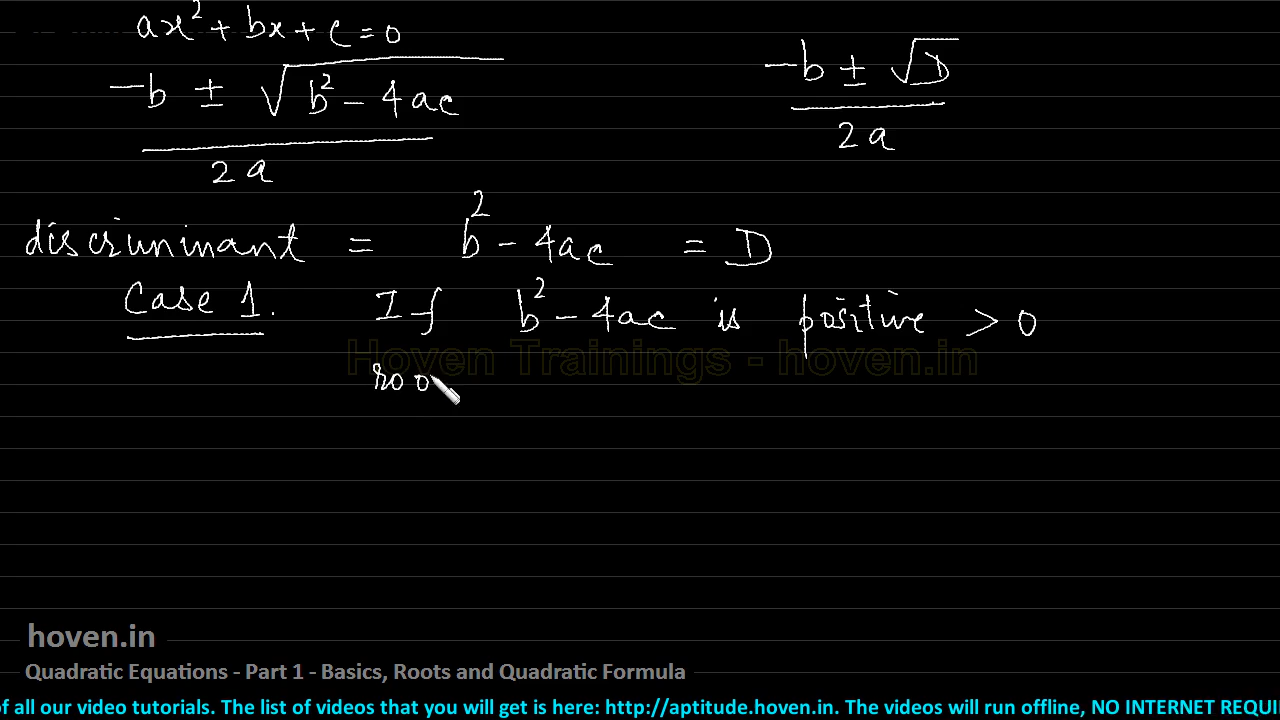 ax² + bx + c = 0
-b ± √b² - 4ac
2a
-b ± √D
2a
discriminant = b² - 4ac = D
Case 1. If b² - 4ac is positive > 0
Hoven Trainings - hoven.in
roo
hoven.in
Quadratic Equations - Part 1 - Basics, Roots and Quadratic Formula
of all our video tutorials. The list of videos that you will get is here: http://aptitude.hoven.in. The videos will run offline, NO INTERNET REQUI